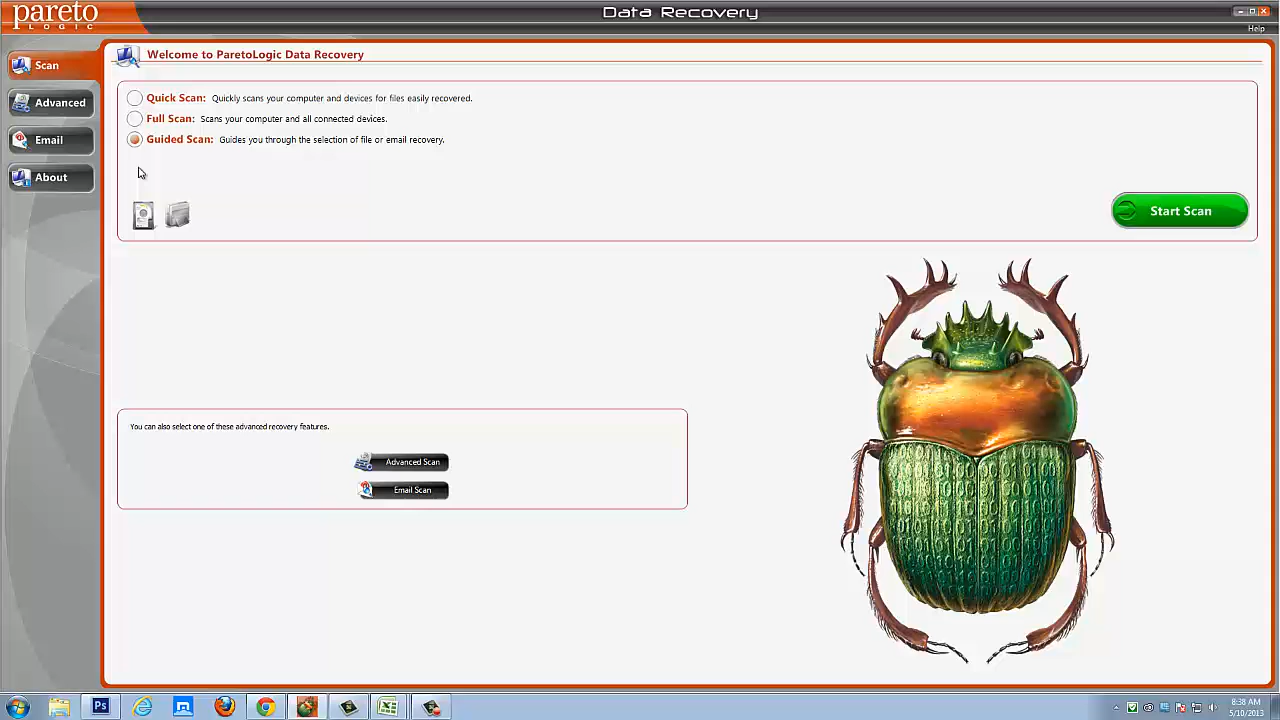 pareto
LOGIC
Data Recovery
Help
Scan
Advanced
Email
About
Welcome to ParetoLogic Data Recovery
Quick Scan: Quickly scans your computer and devices for files easily recovered.
Full Scan: Scans your computer and all connected devices.
Guided Scan: Guides you through the selection of file or email recovery.
Start Scan
You can also select one of these advanced recovery features.
Advanced Scan
Email Scan
Ps
8:38 AM
5/10/2013